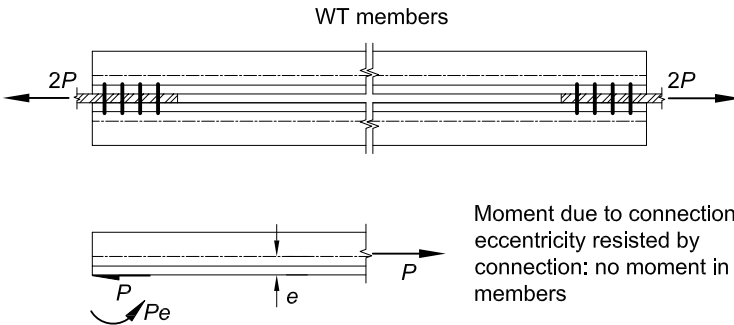 WT members
2P
2P
Moment due to connection
eccentricity resisted by
connection: no moment in
members
P
P
e
Pe